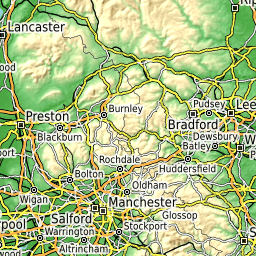 Lancaster
Burnley
Preston
Blackburn
Pudsey
Bradford
Dewsbury
Batley
Rochdale
Huddersfield
Bolton
Wigan
Oldham
Manchester
Salford
Glossop
Stockport
Warrington
Altrincham